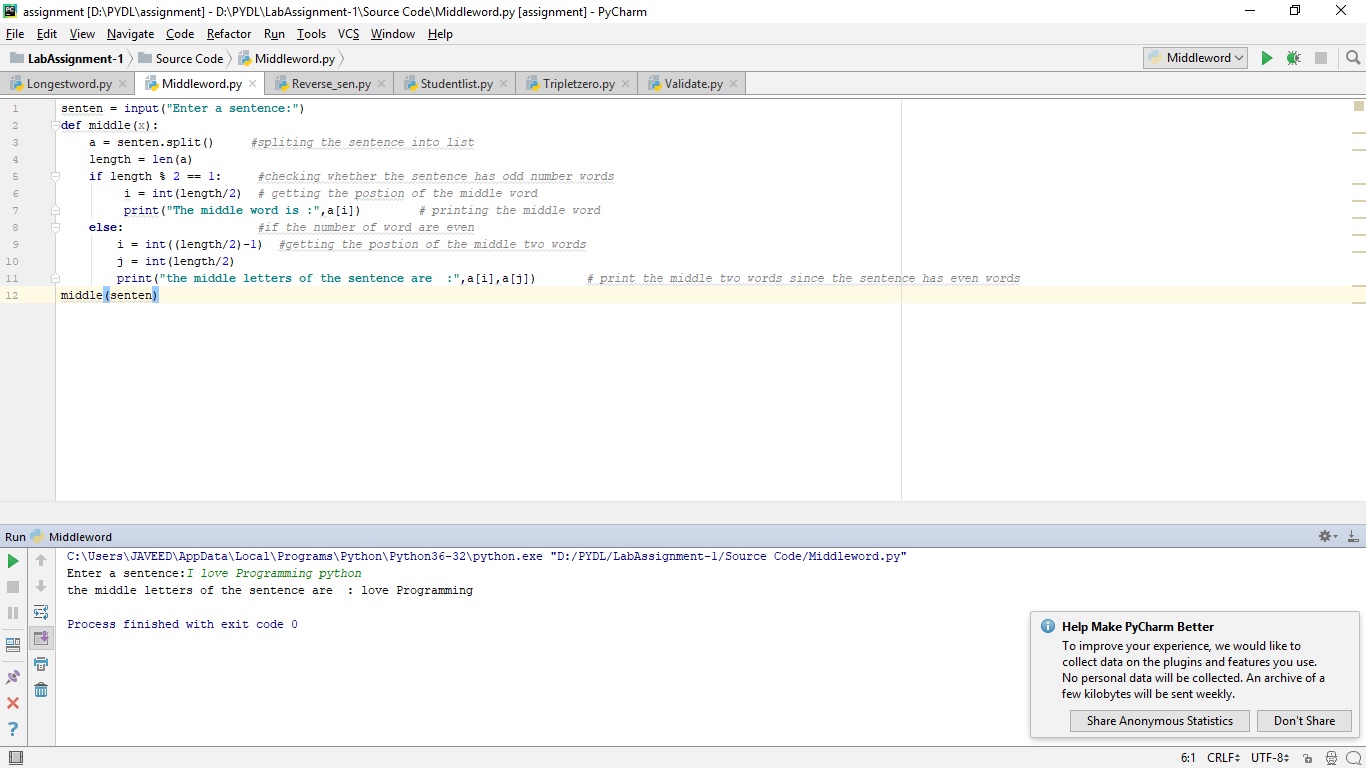 assignment [D:\PYDL\assignment] - D:\PYDL\LabAssignment-1\Source Code\Middleword.py [assignment] - PyCharm
File Edit View Navigate Code Refactor Run Tools VCS Window Help
LabAssignment-1 Source Code Middleword.py Middleword
Longestword.py Middleword.py Reverse_sen.py Studentlist.py Tripletzero.py Validate.py
1 senten = input("Enter a sentence:")
2 def middle(x):
3 a = senten.split() #spliting the sentence into list
4 length = len(a)
5 if length % 2 == 1: #checking whether the sentence has odd number words
6 i = int(length/2) # getting the postion of the middle word
7 print("The middle word is :",a[i]) # printing the middle word
8 else: #if the number of word are even
9 i = int((length/2)-1) #getting the postion of the middle two words
10 j = int(length/2)
11 print("the middle letters of the sentence are  :",a[i],a[j]) # print the middle two words since the sentence has even words
12 middle(senten)
Run Middleword
C:\Users\JAVEED\AppData\Local\Programs\Python\Python36-32\python.exe "D:/PYDL/LabAssignment-1/Source Code/Middleword.py"
Enter a sentence:I love Programming python
the middle letters of the sentence are  : love Programming
Process finished with exit code 0
Help Make PyCharm Better
To improve your experience, we would like to
collect data on the plugins and features you use.
No personal data will be collected. An archive of a
few kilobytes will be sent weekly.
Share Anonymous Statistics Don't Share
6:1 CRLF UTF-8